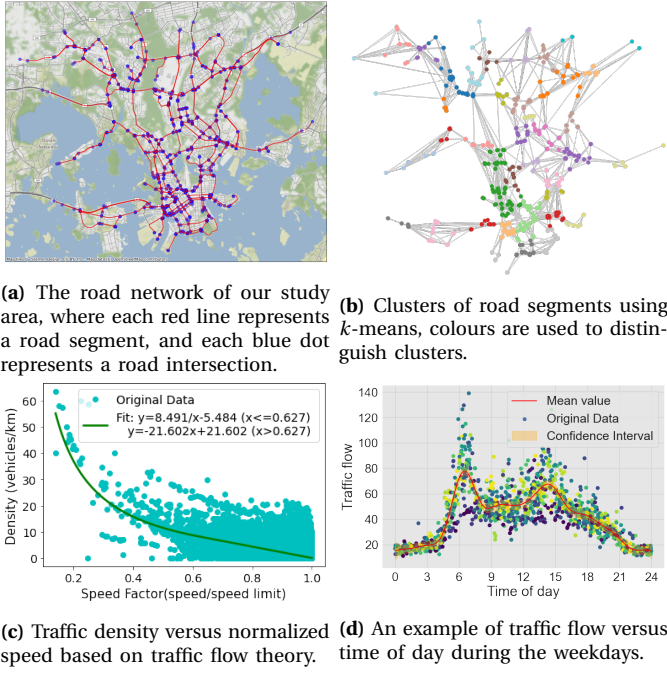 (a) The road network of our study
area, where each red line represents
a road segment, and each blue dot
represents a road intersection.
(b) Clusters of road segments using
k-means, colours are used to distin-
guish clusters.
Density (vehicles/km)
60
50
40
30
20
10
0
Original Data
Fit: y=8.491/x-5.484 (x<=0.627)
y=-21.602x+21.602 (x>0.627)
0.2 0.4 0.6 0.8 1.0
Speed Factor(speed/speed limit)
(c) Traffic density versus normalized
speed based on traffic flow theory.
Traffic flow
140
120
100
80
60
40
20
Mean value
Original Data
Confidence Interval
0 3 6 9 12 15 18 21 24
Time of day
(d) An example of traffic flow versus
time of day during the weekdays.